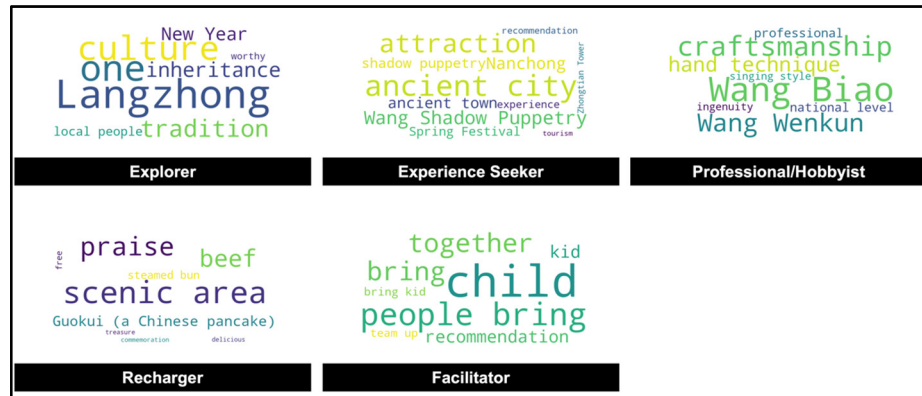 New Year
culture
worthy
one inheritance
Langzhong
local people tradition
Explorer
recommendation
attraction
shadow puppetry Nanchong
Zhongtian Tower
ancient city
ancient town experience
Wang Shadow Puppetry
Spring Festival tourism
Experience Seeker
professional
craftsmanship
hand technique
singing style
Wang Biao
ingenuity national level
Wang Wenkun
Professional/Hobbyist
praise beef
free
steamed bun
scenic area
Guokui (a Chinese pancake)
treasure
commemoration delicious
Recharger
together
kid
bring child
bring kid
people bring
team up recommendation
Facilitator